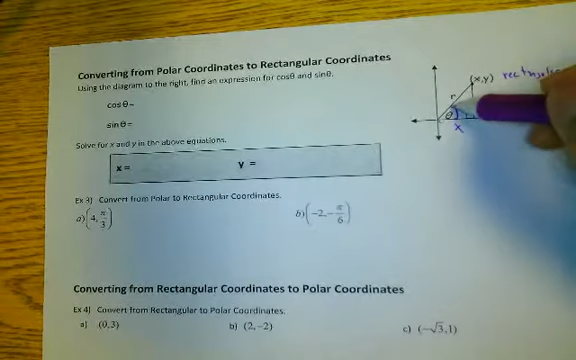 Converting from Polar Coordinates to Rectangular Coordinates
Using the diagram to the right, find an expression for cosθ and sinθ.
(x,y)
r
θ
x
cosθ=
sinθ=
Solve for x and y in the above equations.
x = y =
Ex 3) Convert from Polar to Rectangular Coordinates.
a) (4, π/3) b) (−2, −π/6)
Converting from Rectangular Coordinates to Polar Coordinates
Ex 4) Convert from Rectangular to Polar Coordinates.
a) (0,3) b) (2,−2) c) (−√3,1)